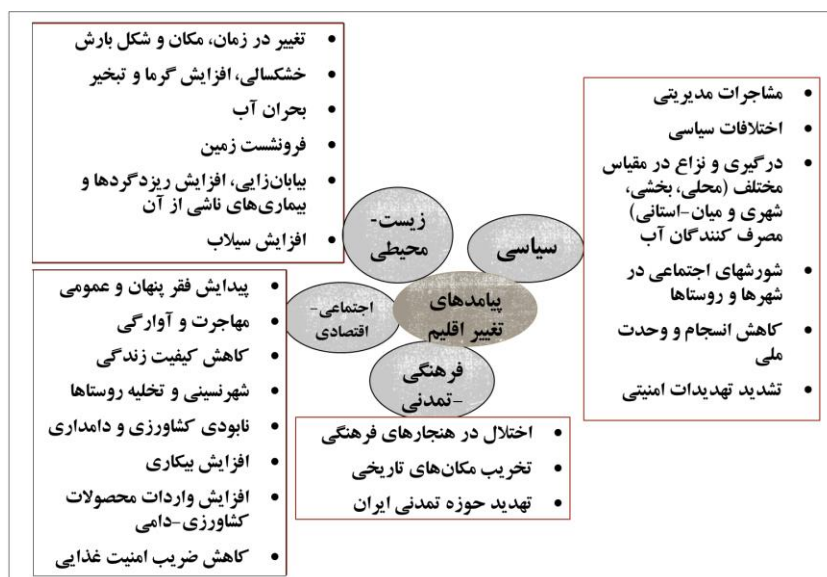 • تغییر در زمان، مکان و شکل بارش
• خشکسالی، افزایش گرما و تبخیر
• بحران آب
• فرونشست زمین
• بیابان‌زایی، افزایش ریزدگردها و
بیماری‌های ناشی از آن
• افزایش سیلاب
• مشاجرات مدیریتی
• اختلافات سیاسی
• درگیری و نزاع در مقیاس
مختلف (محلی، بخشی،
شهری و میان-استانی)
مصرف کنندگان آب
• شورشهای اجتماعی در
شهرها و روستاها
• کاهش انسجام و وحدت
ملی
• تشدید تهدیدات امنیتی
زیست-
محیطی
سیاسی
پیامدهای
تغییر اقلیم
اجتماعی-
اقتصادی
فرهنگی
-تمدنی
• پیدایش فقر پنهان و عمومی
• مهاجرت و آوارگی
• کاهش کیفیت زندگی
• شهرنسینی و تخلیه روستاها
• نابودی کشاورزی و دامداری
• افزایش بیکاری
• افزایش واردات محصولات
کشاورزی-دامی
• کاهش ضریب امنیت غذایی
• اختلال در هنجارهای فرهنگی
• تخریب مکان‌های تاریخی
• تهدید حوزه تمدنی ایران